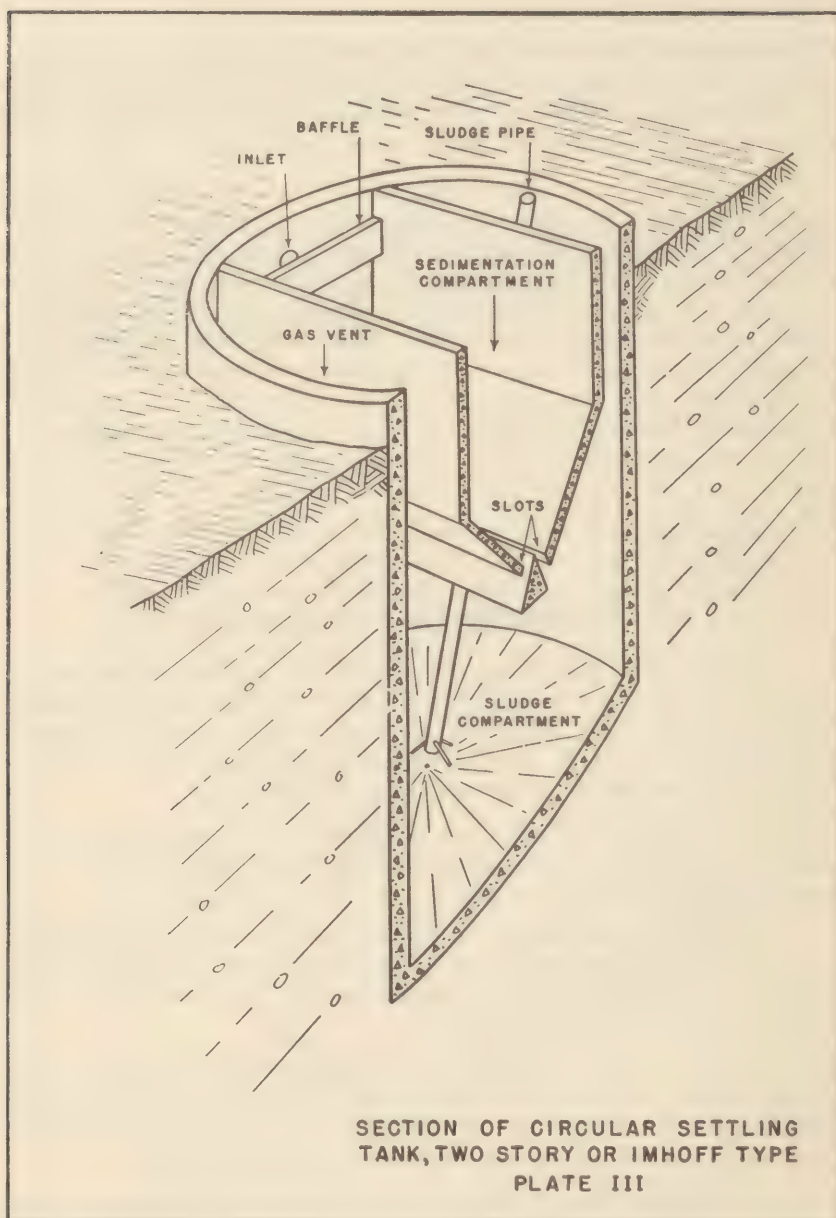 BAFFLE
SLUDGE PIPE
INLET
SEDIMENTATION
COMPARTMENT
GAS VENT
SLOTS
SLUDGE
COMPARTMENT
SECTION OF CIRCULAR SETTLING
TANK, TWO STORY OR IMHOFF TYPE
PLATE III